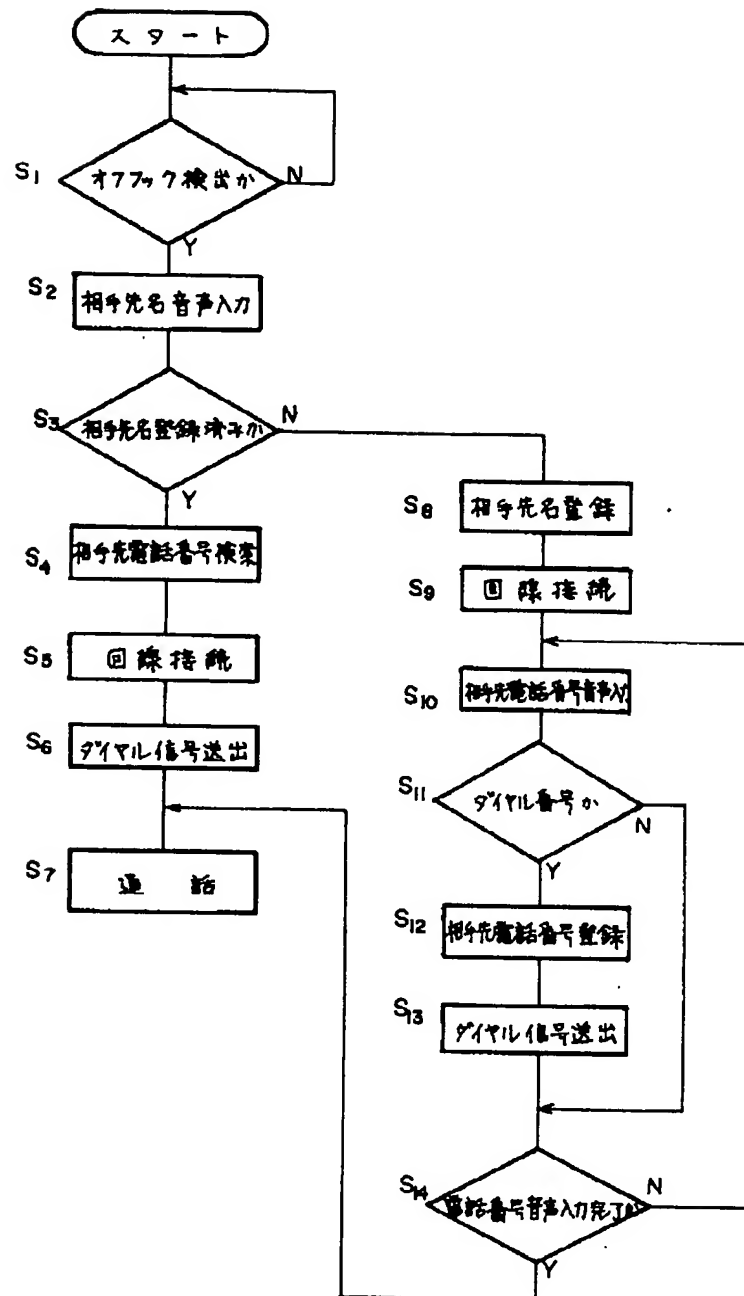 スタート
S1
オフフック検出か
N
Y
S2
相手先名音声入力
S3
相手先名登録済みか
N
Y
S4
相手先電話番号検索
S5
回線接続
S6
ダイヤル信号送出
S7
通話
S8
相手先名登録
S9
回線接続
S10
相手先電話番号音声入力
S11
ダイヤル番号か
N
Y
S12
相手先電話番号登録
S13
ダイヤル信号送出
S14
電話番号音声入力完了か
N
Y